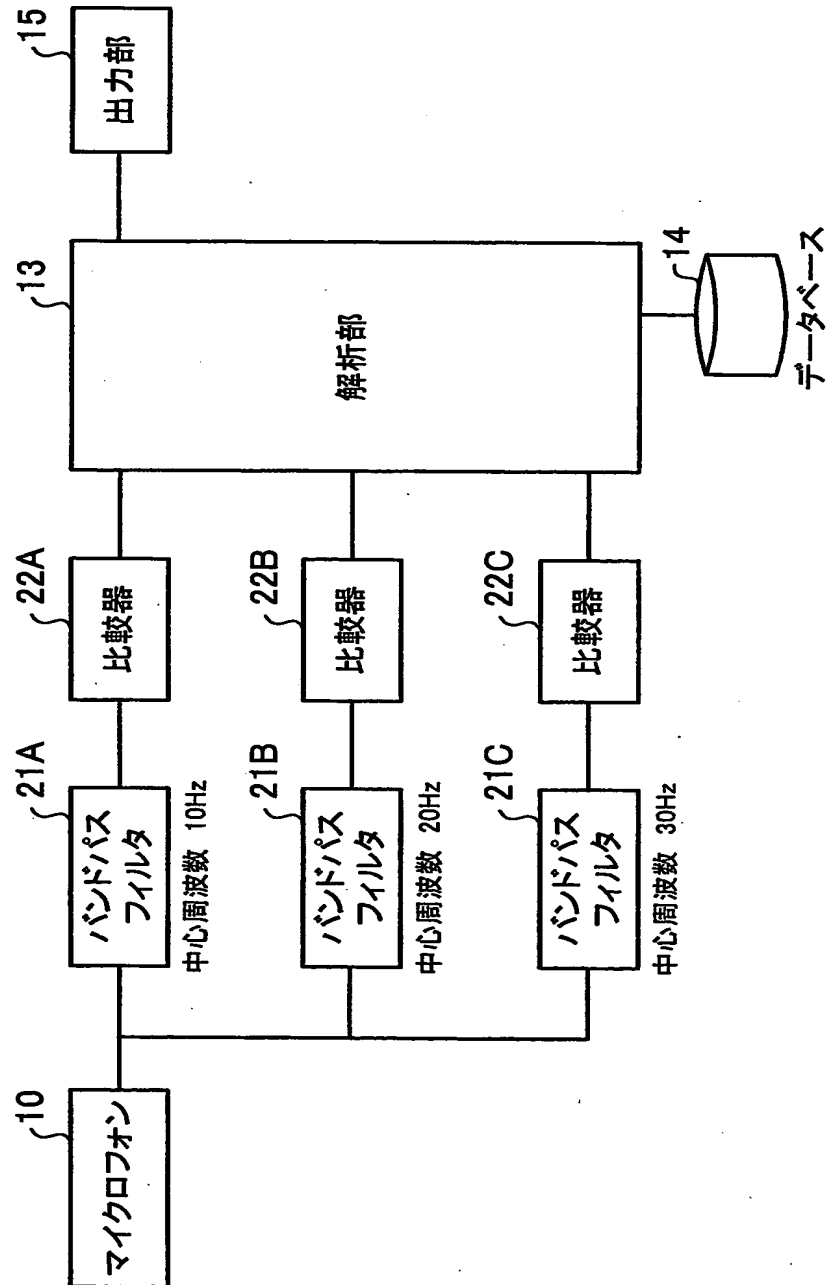 10
マイクロフォン
21A
バンドパス
フィルタ
中心周波数 10Hz
22A
比較器
21B
バンドパス
フィルタ
中心周波数 20Hz
22B
比較器
21C
バンドパス
フィルタ
中心周波数 30Hz
22C
比較器
13
解析部
14
データベース
15
出力部